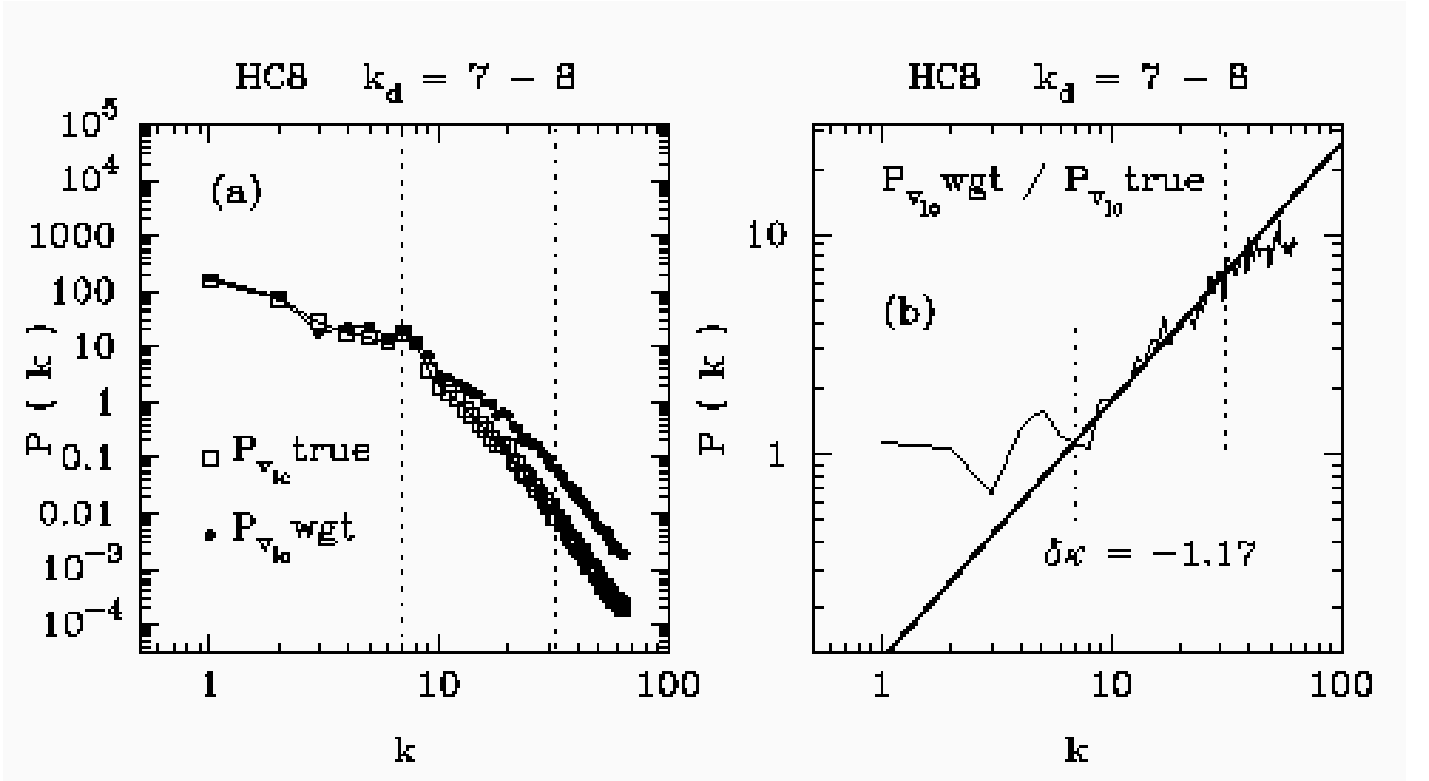 HC8 k_d = 7 - 8
10^5
10^4
1000
100
10
1
0.1
0.01
10^-3
10^-4
P ( k )
(a)
P_v_lo true
P_v_lo wgt
1 10 100
k
HC8 k_d = 7 - 8
10
1
P ( k )
P_v_lo wgt / P_v_lo true
(b)
δκ = -1.17
1 10 100
k